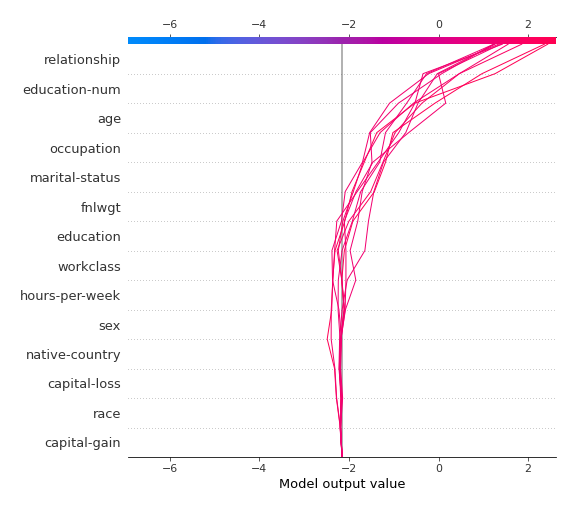 −6 −4 −2 0 2
relationship
education-num
age
occupation
marital-status
fnlwgt
education
workclass
hours-per-week
sex
native-country
capital-loss
race
capital-gain
−6 −4 −2 0 2
Model output value